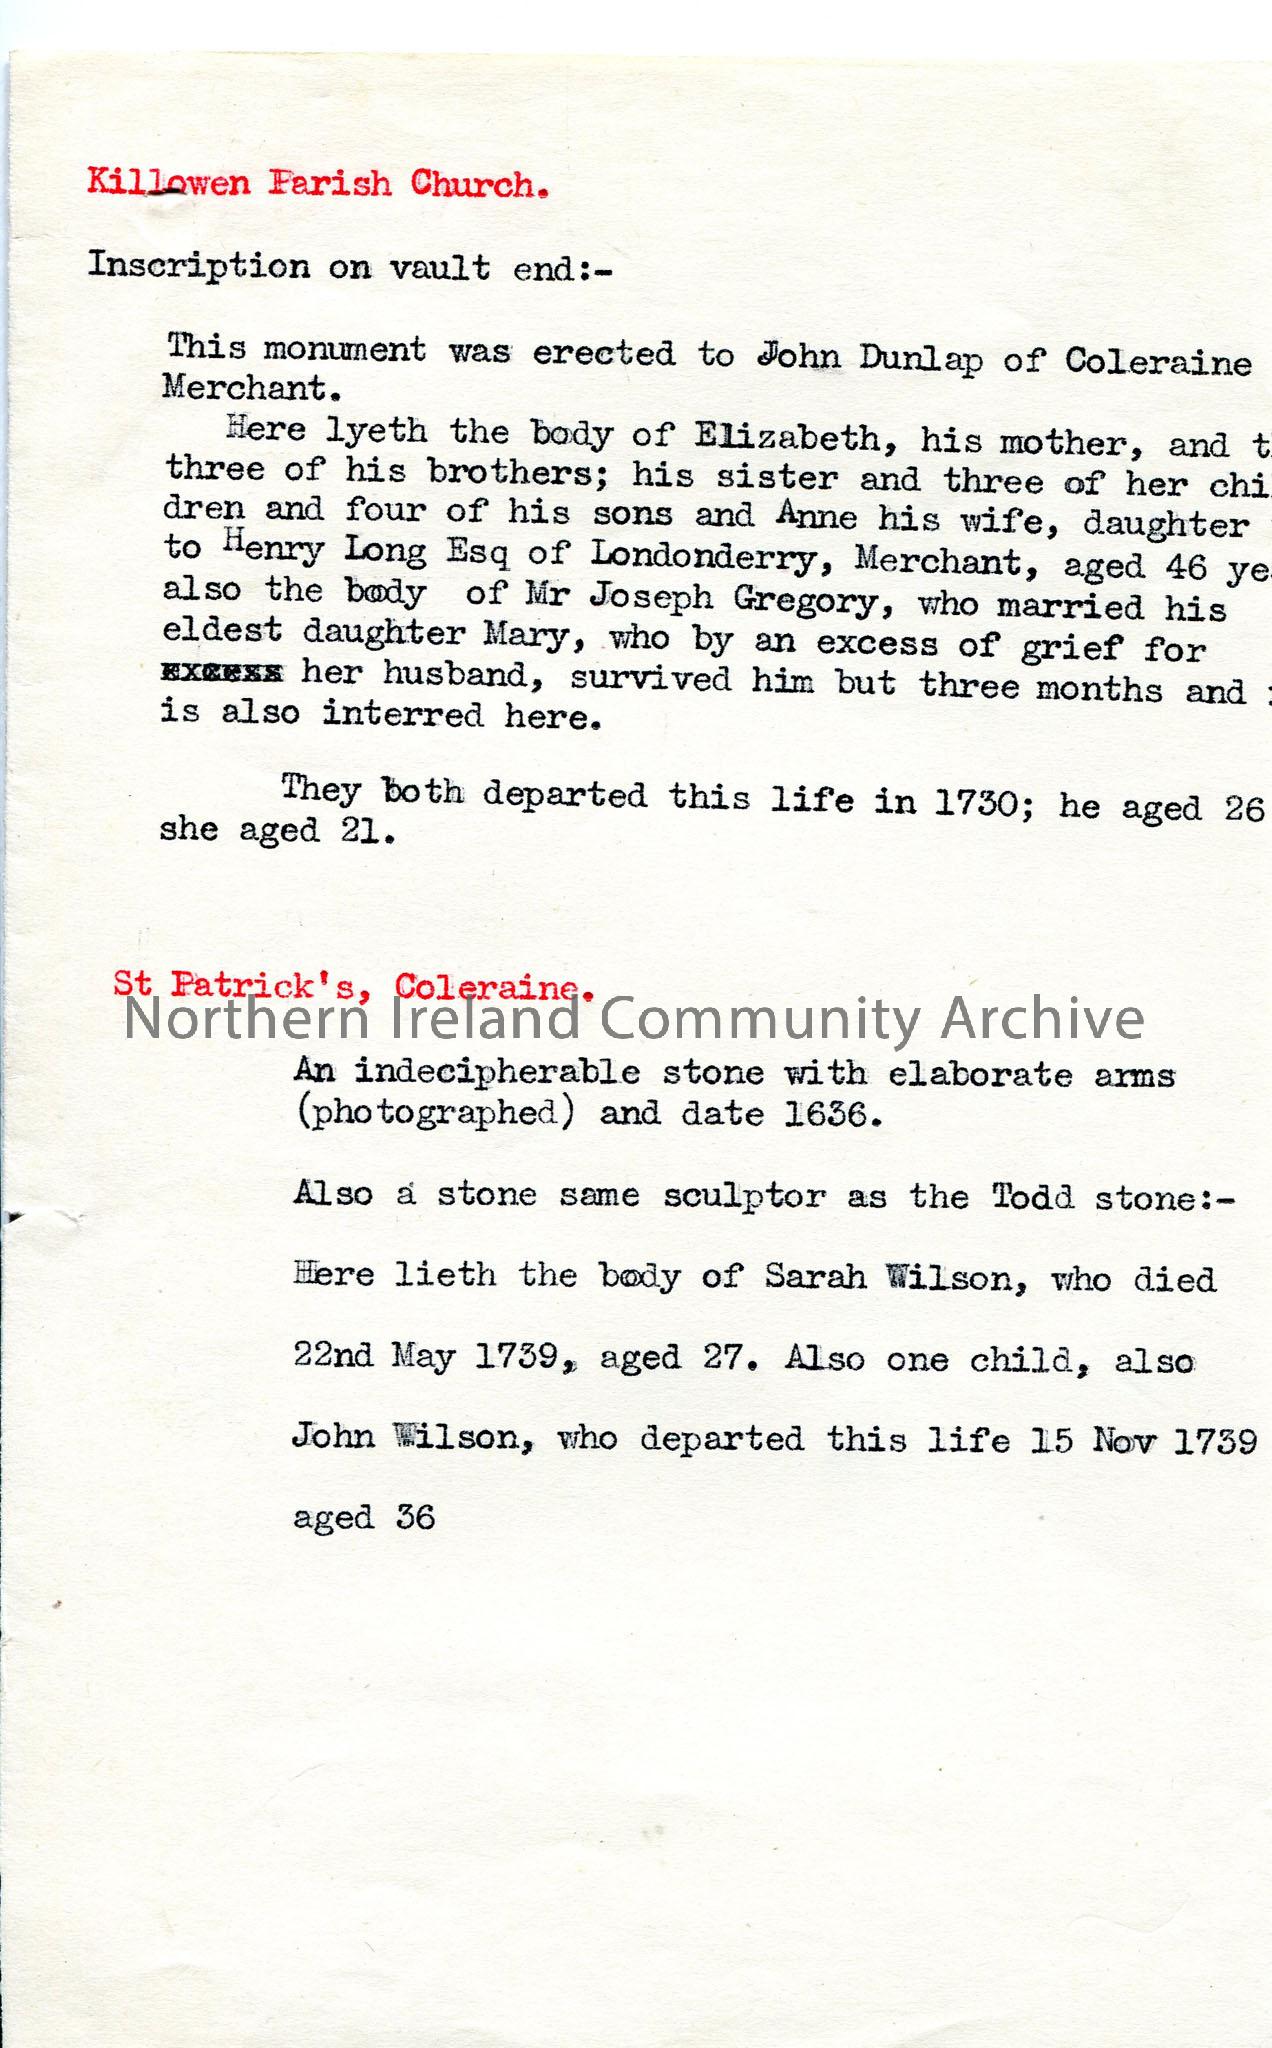 Killowen Parish Church.
Inscription on vault end:-
This monument was erected to John Dunlap of Coleraine
Merchant.
Here lyeth the body of Elizabeth, his mother, and
three of his brothers; his sister and three of her chil
dren and four of his sons and Anne his wife, daughter
to Henry Long Esq of Londonderry, Merchant, aged 46 ye
also the body of Mr Joseph Gregory, who married his
eldest daughter Mary, who by an excess of grief for
her husband, survived him but three months and
is also interred here.
They both departed this life in 1730; he aged 26
she aged 21.
St Patrick's, Coleraine.
Northern Ireland Community Archive
An indecipherable stone with elaborate arms
(photographed) and date 1636.
Also a stone same sculptor as the Todd stone:-
Here lieth the body of Sarah Wilson, who died
22nd May 1739, aged 27. Also one child, also
John Wilson, who departed this life 15 Nov 1739
aged 36